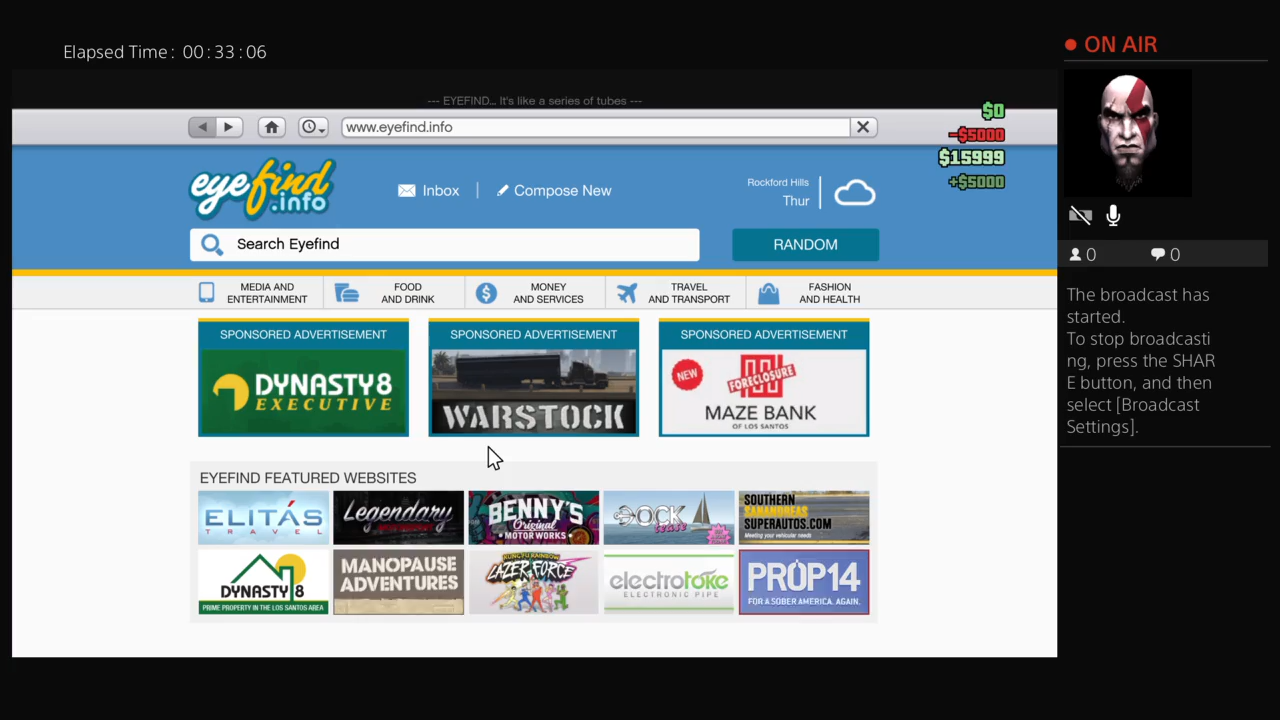 Elapsed Time: 00:33:06
ON AIR
--- EYEFIND... It's like a series of tubes ---
www.eyefind.info
$0
-$5000
$15999
+$5000
eyefind
.info
Inbox
Compose New
Rockford Hills
Thur
Search Eyefind
RANDOM
MEDIA AND
ENTERTAINMENT
FOOD
AND DRINK
MONEY
AND SERVICES
TRAVEL
AND TRANSPORT
FASHION
AND HEALTH
0
0
The broadcast has
started.
To stop broadcasti
ng, press the SHAR
E button, and then
select [Broadcast
Settings].
SPONSORED ADVERTISEMENT
SPONSORED ADVERTISEMENT
SPONSORED ADVERTISEMENT
DYNASTY8
EXECUTIVE
WARSTOCK
NEW
FORECLOSURE
MAZE BANK
OF LOS SANTOS
EYEFIND FEATURED WEBSITES
ELITÁS
TRAVEL
Legendary
BENNY'S
Original
MOTOR WORKS
DOCK
SOUTHERN
SANANDREAS
SUPERAUTOS.COM
Meeting your vehicular needs
DYNASTY 8
PRIME PROPERTY IN THE LOS SANTOS AREA
MANOPAUSE
ADVENTURES
KUNG FU RAINBOW
LAZER FORCE
electrotoke
ELECTRONIC PIPE
PROP14
FOR A SOBER AMERICA. AGAIN.